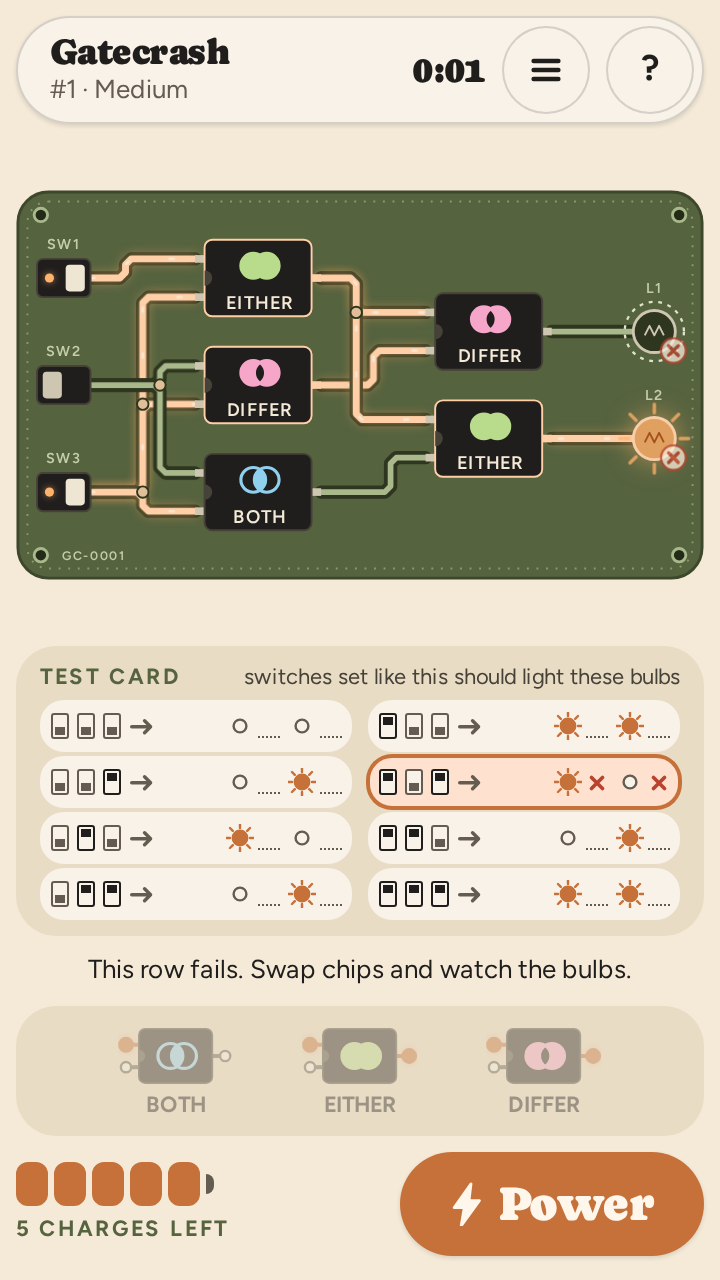 Gatecrash
#1 · Medium
0:01
?
SW1
EITHER
L1
DIFFER
SW2
DIFFER
L2
EITHER
SW3
BOTH
GC-0001
TEST CARD
switches set like this should light these bulbs
This row fails. Swap chips and watch the bulbs.
BOTH
EITHER
DIFFER
5 CHARGES LEFT
Power